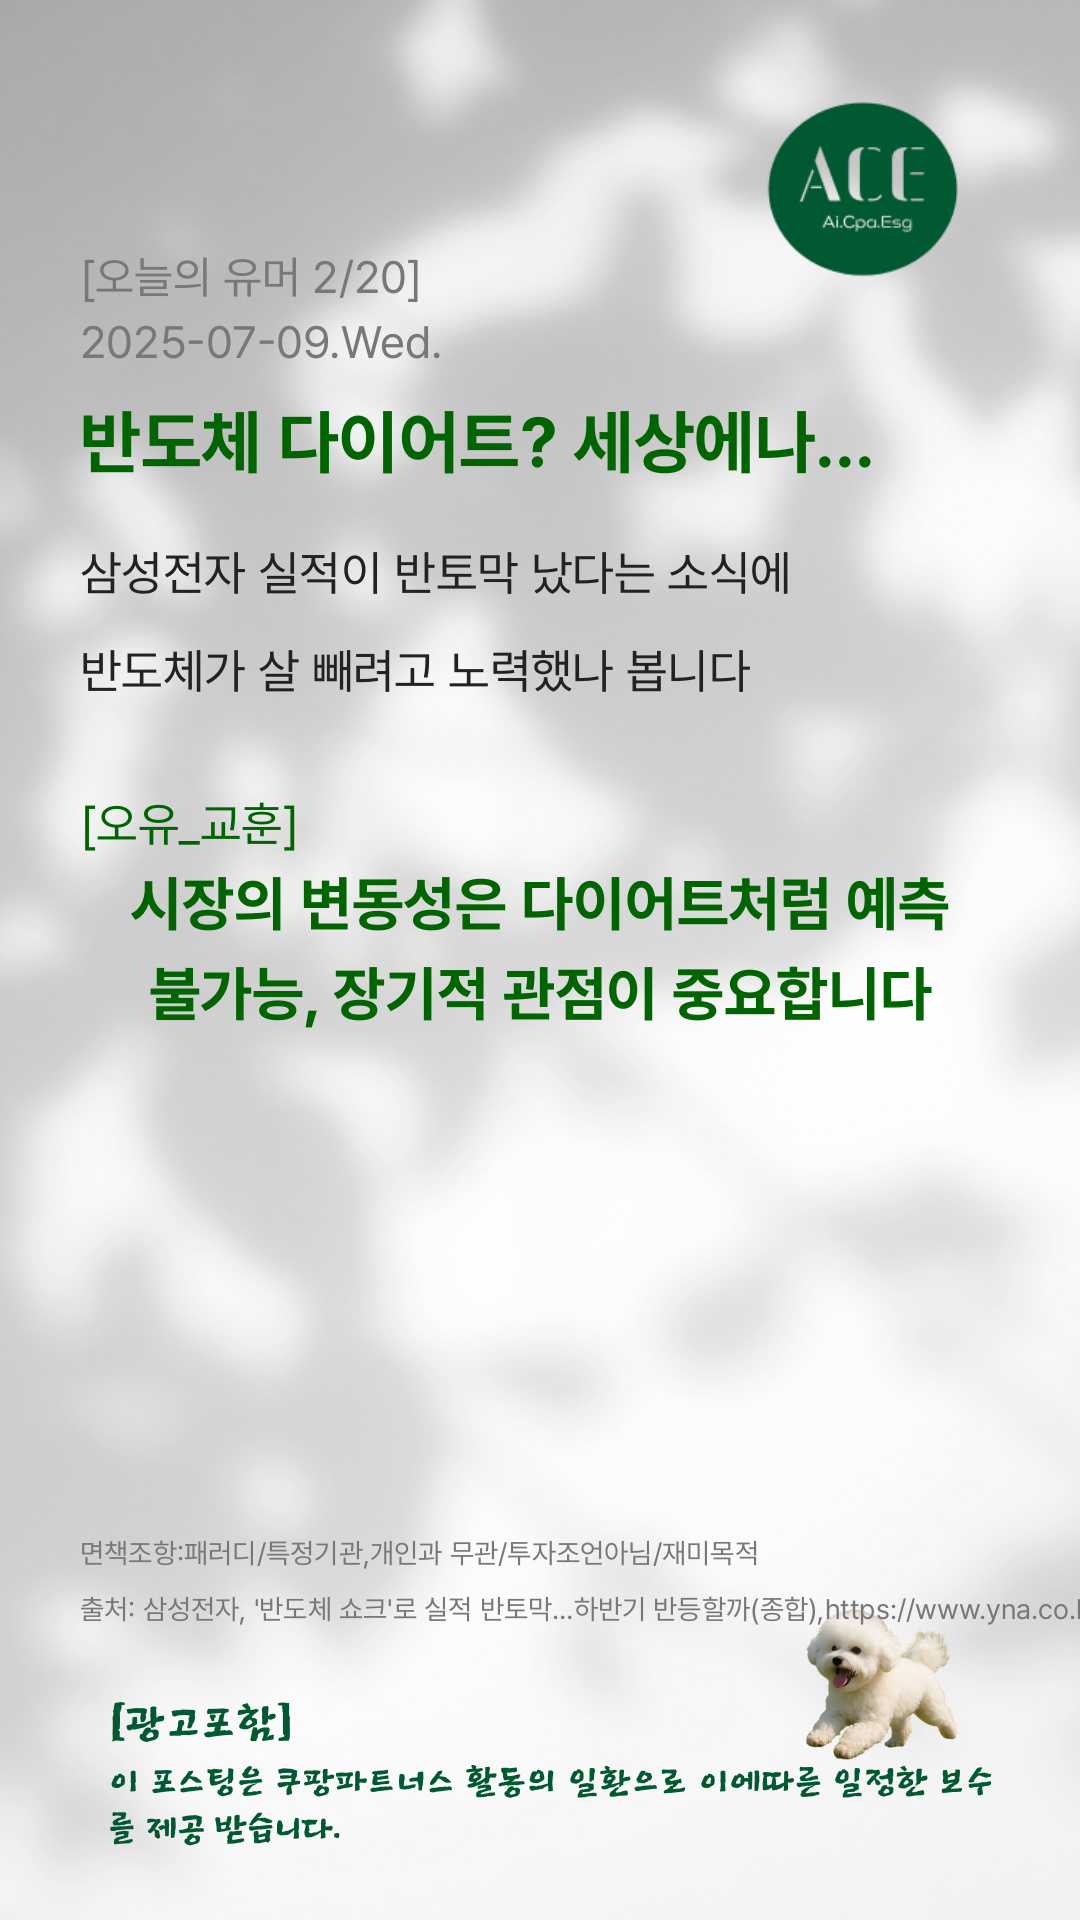 ACE
Ai.Cpa.Esg
[오늘의 유머 2/20]
2025-07-09.Wed.
반도체 다이어트? 세상에나...
삼성전자 실적이 반토막 났다는 소식에
반도체가 살 빼려고 노력했나 봅니다
[오유_교훈]
시장의 변동성은 다이어트처럼 예측
불가능, 장기적 관점이 중요합니다
면책조항:패러디/특정기관,개인과 무관/투자조언아님/재미목적
출처: 삼성전자, '반도체 쇼크'로 실적 반토막…하반기 반등할까(종합),https://www.yna.co.
[광고포함]
이 포스팅은 쿠팡파트너스 활동의 일환으로 이에따른 일정한 보수
를 제공 받습니다.